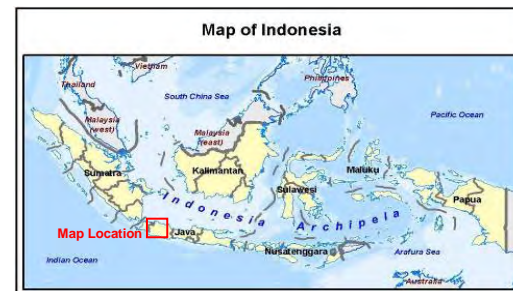 Map of Indonesia
Vietnam
Thailand
Philippines
South China Sea
Pacific Ocean
Malaysia
(west)
Malaysia
(east)
Sumatra
Kalimantan
Maluku
Sulawesi
Papua
Indonesia Archipela
Map Location
Java
Nusatenggara
Arafura Sea
Indian Ocean
Australia